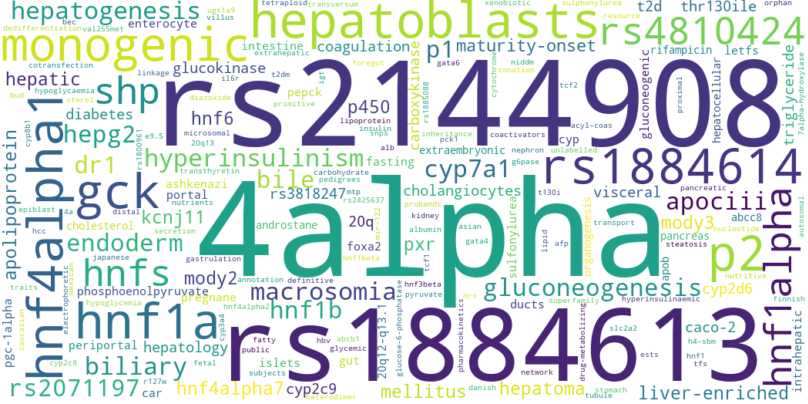 hepatogenesis bec tetraploid transversum xenobiotic sulphonylurea orphan
enterocyte ugt1a9 villus hepatoblasts t2d thr130ile
dedifferentiation val255met extrahepatic resource rs4810424
monogenic cotransfection intestine coagulation p1 maturity-onset rifampicin letfs
hepatic linkage glucokinase il6r t2dm foregut gata6 niddm tcf2
hypoglycaemia sterol bud shp diazoxide pepck igt carboxykinase rs1885088 cytochrome acyl-coas
rs2144908 gluconeogenic proximal hepatocellular triglyceride alpha-hydroxylase
diabetes hnf6 primitive p450 lipoprotein insulin snps pck1 coactivators cyp
hepg2 cyp8b1 e9.5 rs1800961 microsomal 20q13 alb inheritance nephron unlabelled
hnf4alpha1 dr1 hyperinsulinism fasting extraembryonic g6pase rs1884614
apolipoprotein transthyretin carbohydrate pedigrees cyp7a1 pancreatic
gck ashkenazi bile rs3818247 mtp cholangiocytes t130i visceral apociii
epiblast 4a distal portal nutrients rs2425637 probands autosomal
cholesterol kcnj11 androstane 20q mir-122 kidney asian sulfonylurea organogenesis transport mody3 abcc8 nucleotide
endoderm secretion foxa2 albumin gata4 pxr lipid afp apob pancreas steatosis
hcc japanese gastrulation 4alpha hnf1beta tcf1 p2 hnf1alpha
traits hnfs mody2 annotation definitive hnf3beta gluconeogenesis nutritive
electrophoretic mexican phosphoenolpyruvate pregnane macrosomia pyruvate nrs cyp2d6
pgc-1alpha hypoglycemia hnf4alpha2 glucose-6-phosphatase ducts superfamily hyperinsulinaemic finnish
caucasian hnf1a cyp3a4 hnf1b 20q12-q13.1 pharmacokinetics slc2a2 caco-2 intrahepatic
periportal hepatology fatty public hbv abcb1 glycemic rs1884613 drug-metabolizing ests h4-sbm hnf1 tfs
biliary fetal islets subjects gut network
rs2071197 cyp2c8 r127w car hnf4alpha7 cyp2c9 heterodimer mellitus danish hepatoma stomach tubule liver-enriched